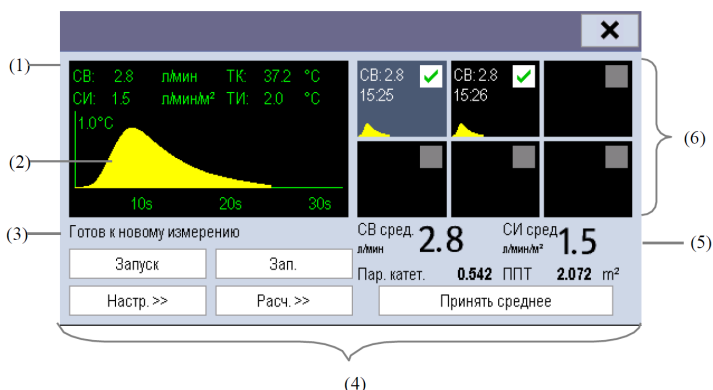 (1)
СВ: 2.8 л/мин ТК: 37.2 °C
СИ: 1.5 л/мин/м² ТИ: 2.0 °C
1.0°C
(2)
10s 20s 30s
(3)
Готов к новому измерению
Запуск Зап.
Настр. >> Расч. >>
СВ: 2.8
15:25
СВ: 2.8
15:26
(6)
СВ сред. 2.8 СИ сред 1.5
л/мин л/мин/м²
(5)
Пар. катет. 0.542 ППТ 2.072 m²
Принять среднее
(4)